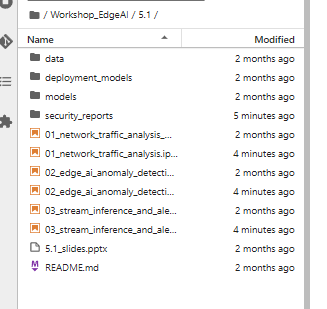 / Workshop_EdgeAI / 5.1 /
Name Modified
data 2 months ago
deployment_models 2 months ago
models 2 months ago
security_reports 5 minutes ago
01_network_traffic_analysis_... 2 months ago
01_network_traffic_analysis.ip... 4 minutes ago
02_edge_ai_anomaly_detecti... 2 months ago
02_edge_ai_anomaly_detecti... 4 minutes ago
03_stream_inference_and_ale... 2 months ago
03_stream_inference_and_ale... 4 minutes ago
5.1_slides.pptx 2 months ago
README.md 2 months ago